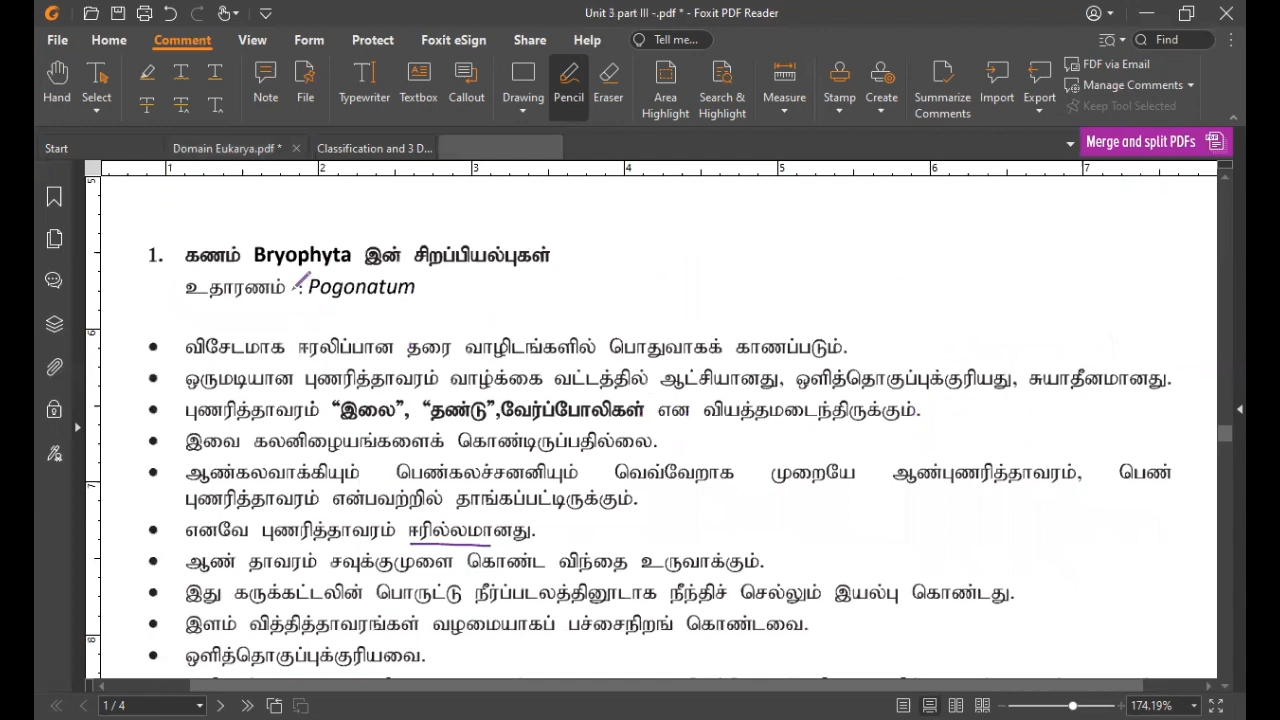 Unit 3 part III -.pdf * - Foxit PDF Reader
File Home Comment View Form Protect Foxit eSign Share Help Tell me... Find
Hand Select Note File Typewriter Textbox Callout Drawing Pencil Eraser Area Highlight Search & Highlight Measure Stamp Create Summarize Comments Import Export FDF via Email
Manage Comments
Keep Tool Selected
Start Domain Eukarya.pdf * Classification and 3 D... Merge and split PDFs
1 2 3 4 5 6 7
1. கணம் Bryophyta இன் சிறப்பியல்புகள்
உதாரணம் : Pogonatum
• விசேடமாக ஈரலிப்பான தரை வாழிடங்களில் பொதுவாகக் காணப்படும்.
• ஒருமடியான புணரித்தாவரம் வாழ்க்கை வட்டத்தில் ஆட்சியானது, ஒளித்தொகுப்புக்குரியது, சுயாதீனமானது.
• புணரித்தாவரம் “இலை”, “தண்டு”,வேர்ப்போலிகள் என வியத்தமடைந்திருக்கும்.
• இவை கலனிழையங்களைக் கொண்டிருப்பதில்லை.
• ஆண்கலவாக்கியும் பெண்கலச்சனனியும் வெவ்வேறாக முறையே ஆண்புணரித்தாவரம், பெண்
புணரித்தாவரம் என்பவற்றில் தாங்கப்பட்டிருக்கும்.
• எனவே புணரித்தாவரம் ஈரில்லமானது.
• ஆண் தாவரம் சவுக்குமுளை கொண்ட விந்தை உருவாக்கும்.
• இது கருக்கட்டலின் பொருட்டு நீர்ப்படலத்தினூடாக நீந்திச் செல்லும் இயல்பு கொண்டது.
• இளம் வித்தித்தாவரங்கள் வழமையாகப் பச்சைநிறங் கொண்டவை.
• ஒளித்தொகுப்புக்குரியவை.
1 / 4 174.19%